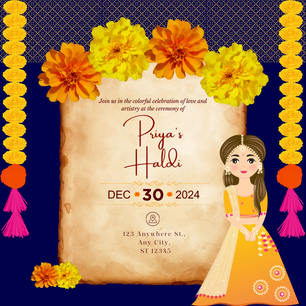 Join us in the colorful celebration of love and
artistry at the ceremony of
Priya's
Haldi
DEC 30 2024
123 Anywhere St.,
Any City,
ST 123X5